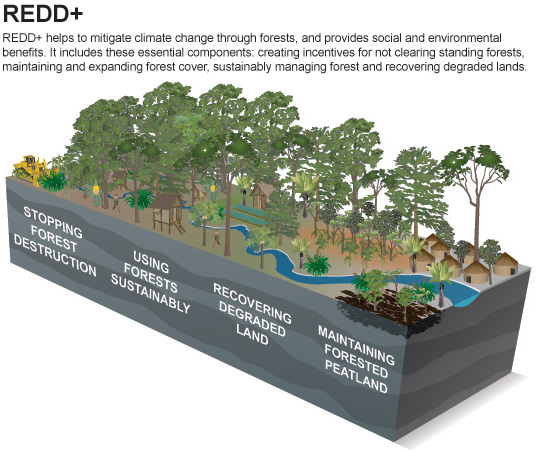 REDD+
REDD+ helps to mitigate climate change through forests, and provides social and environmental
benefits. It includes these essential components: creating incentives for not clearing standing forests,
maintaining and expanding forest cover, sustainably managing forest and recovering degraded lands.
STOPPING
FOREST
DESTRUCTION
USING
FORESTS
SUSTAINABLY
RECOVERING
DEGRADED
LAND
MAINTAINING
FORESTED
PEATLAND